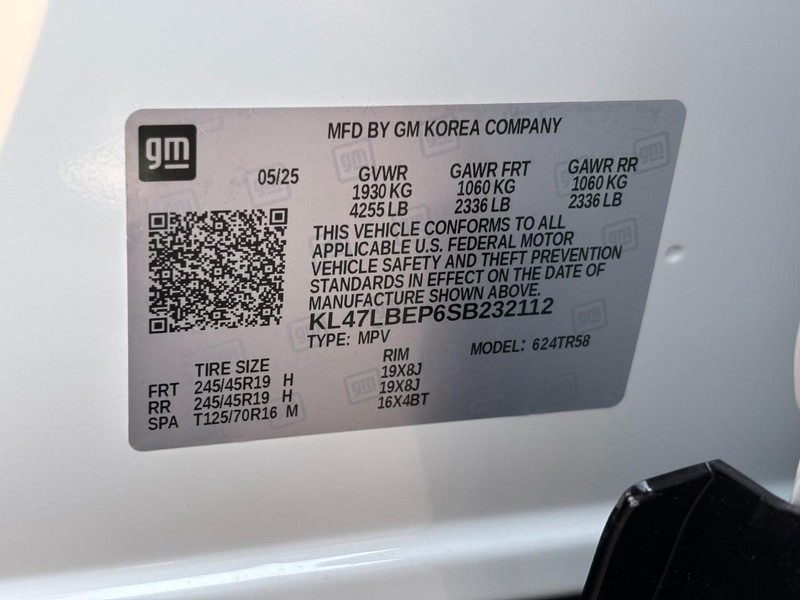 gm
MFD BY GM KOREA COMPANY
05/25 GVWR GAWR FRT GAWR RR
1930 KG 1060 KG 1060 KG
4255 LB 2336 LB 2336 LB
THIS VEHICLE CONFORMS TO ALL
APPLICABLE U.S. FEDERAL MOTOR
VEHICLE SAFETY AND THEFT PREVENTION
STANDARDS IN EFFECT ON THE DATE OF
MANUFACTURE SHOWN ABOVE.
KL47LBEP6SB232112
TYPE: MPV MODEL: 624TR58
TIRE SIZE RIM
FRT 245/45R19 H 19X8J
RR 245/45R19 H 19X8J
SPA T125/70R16 M 16X4BT